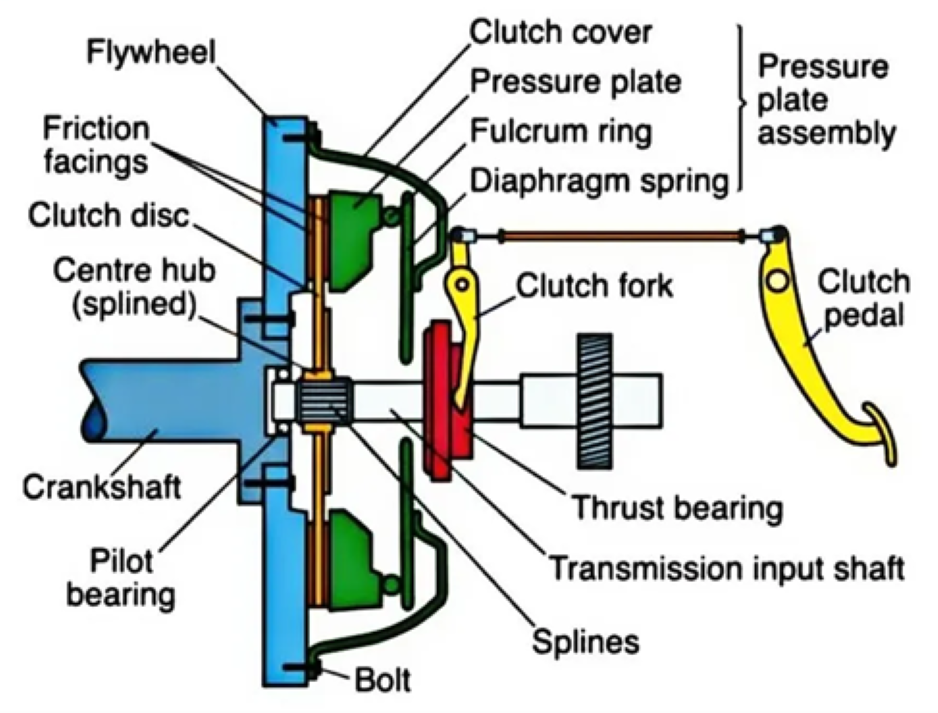 Clutch cover
Flywheel
Pressure plate
Pressure
plate
assembly
Friction
facings
Fulcrum ring
Diaphragm spring
Clutch disc
Centre hub
(splined)
Clutch fork
Clutch
pedal
Crankshaft
Thrust bearing
Pilot
bearing
Transmission input shaft
Splines
Bolt